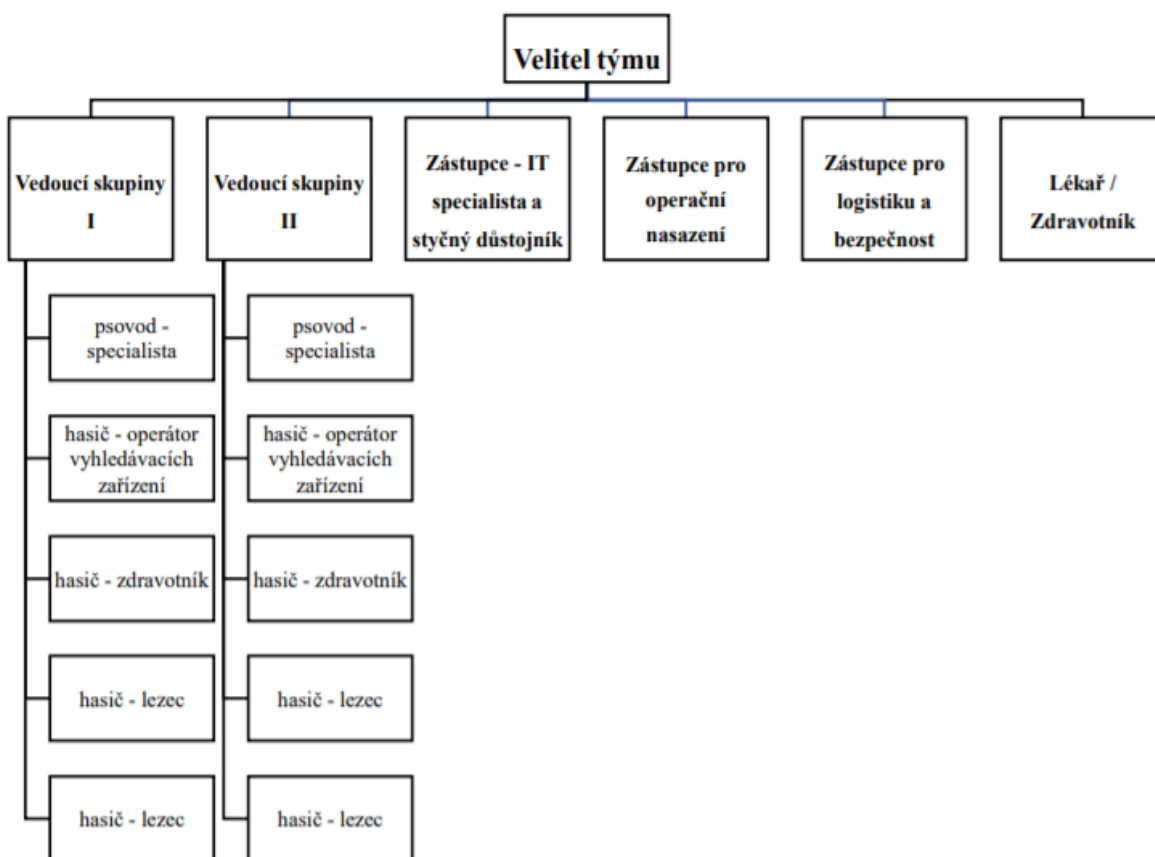 Velitel týmu
Vedoucí skupiny
I
Vedoucí skupiny
II
Zástupce - IT
specialista a
styčný důstojník
Zástupce pro
operační
nasazení
Zástupce pro
logistiku a
bezpečnost
Lékař /
Zdravotník
psovod -
specialista
psovod -
specialista
hasič - operátor
vyhledávacích
zařízení
hasič - operátor
vyhledávacích
zařízení
hasič - zdravotník
hasič - zdravotník
hasič - lezec
hasič - lezec
hasič - lezec
hasič - lezec